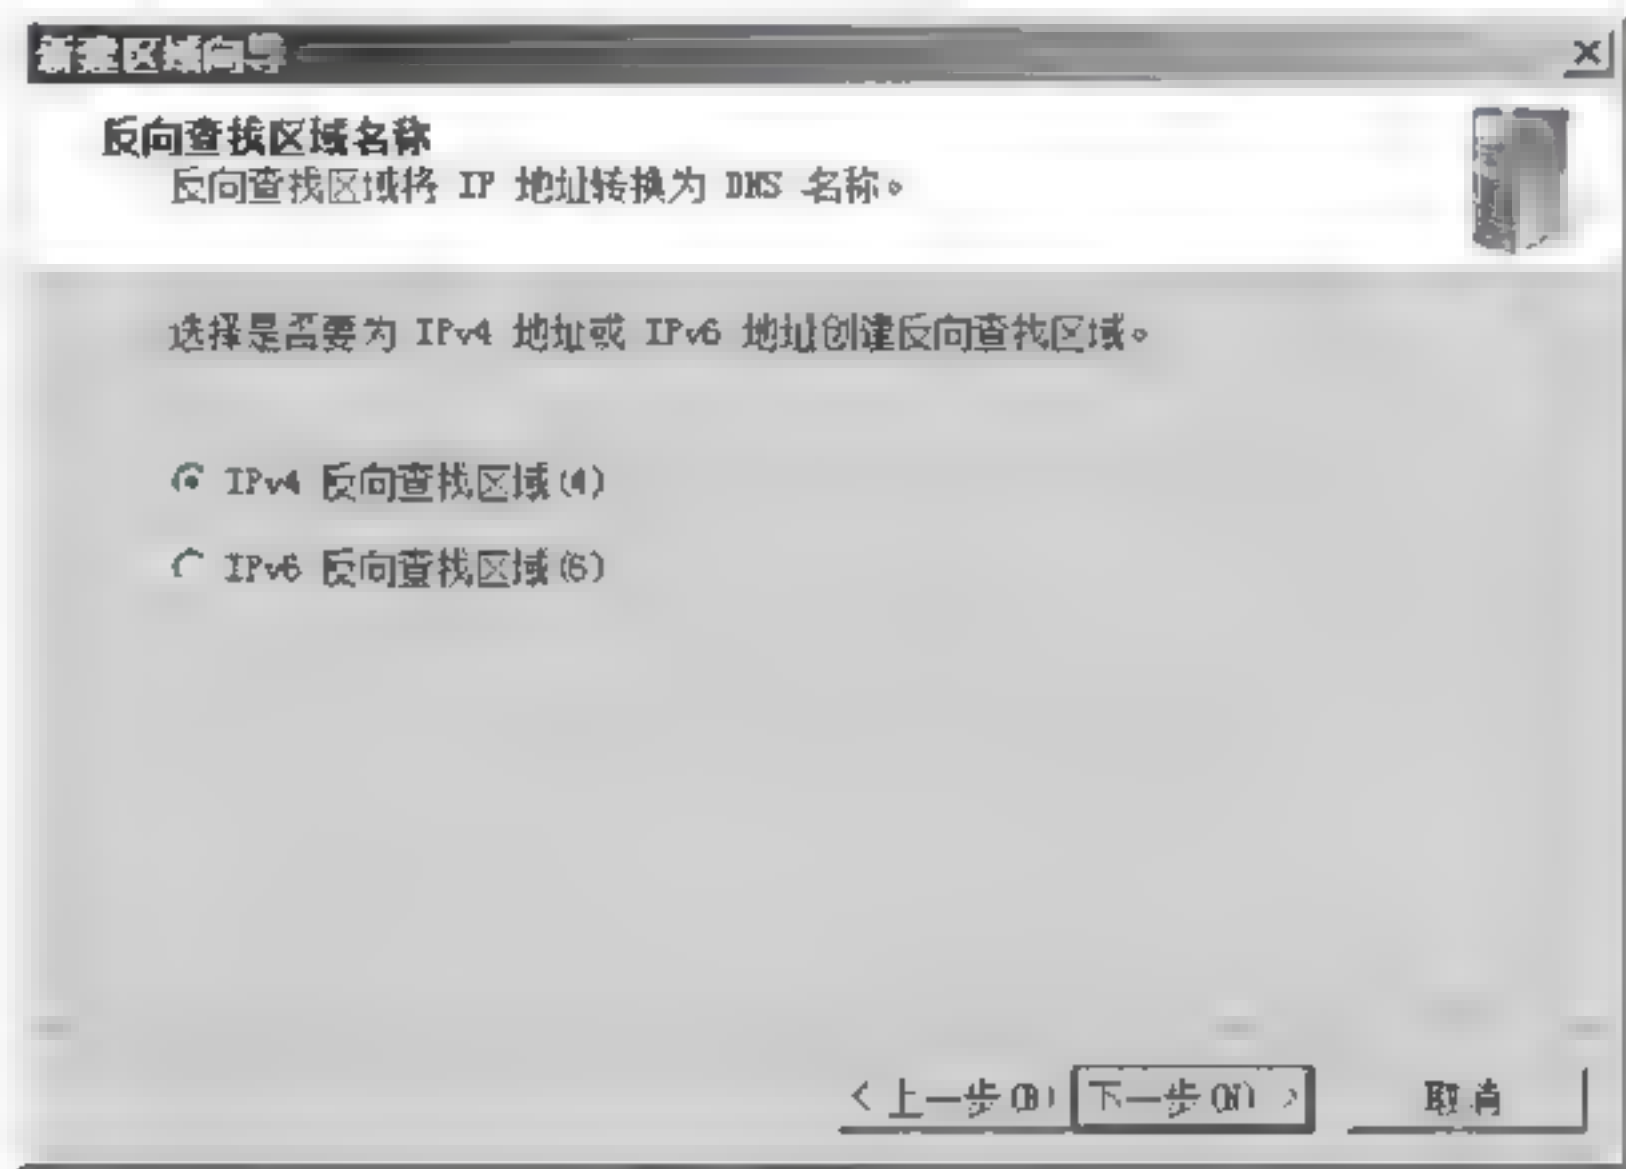 新建区域向导
反向查找区域名称
反向查找区域将 IP 地址转换为 DNS 名称。
选择是否要为 IPv4 地址或 IPv6 地址创建反向查找区域。
IPv4 反向查找区域(4)
IPv6 反向查找区域(6)
< 上一步(B) 下一步(N) > 取消